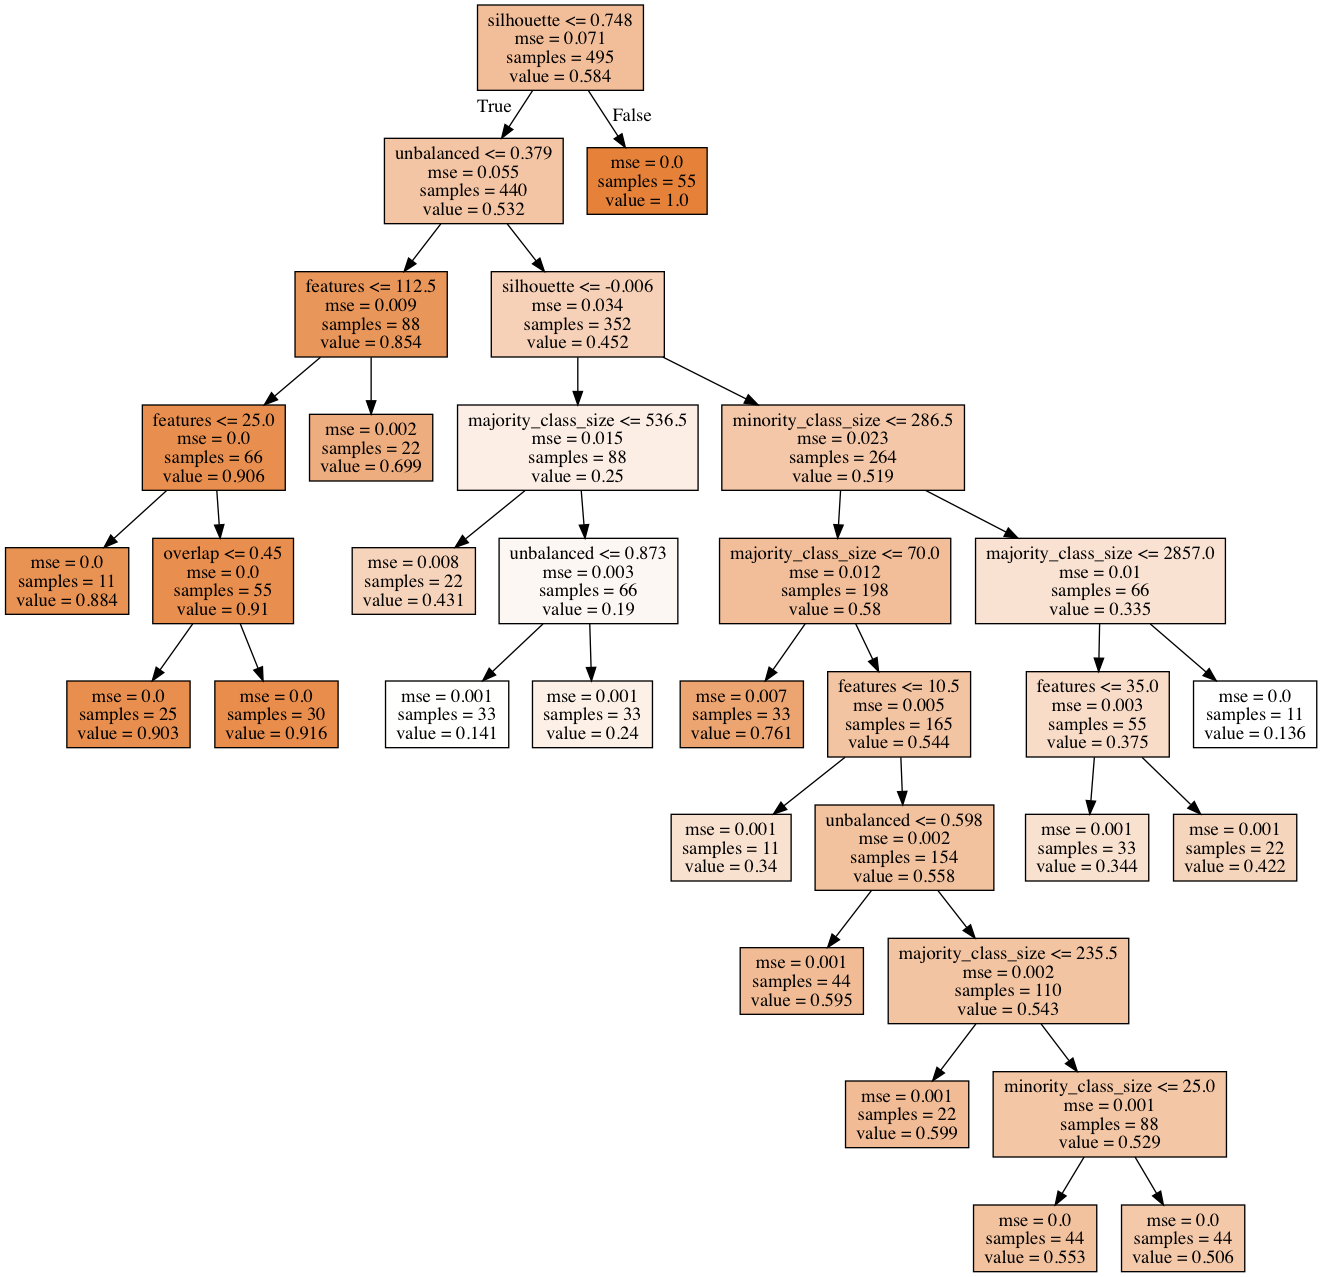 silhouette <= 0.748
mse = 0.071
samples = 495
value = 0.584
True
False
unbalanced <= 0.379
mse = 0.055
samples = 440
value = 0.532
mse = 0.0
samples = 55
value = 1.0
features <= 112.5
mse = 0.009
samples = 88
value = 0.854
silhouette <= -0.006
mse = 0.034
samples = 352
value = 0.452
features <= 25.0
mse = 0.0
samples = 66
value = 0.906
mse = 0.002
samples = 22
value = 0.699
majority_class_size <= 536.5
mse = 0.015
samples = 88
value = 0.25
minority_class_size <= 286.5
mse = 0.023
samples = 264
value = 0.519
mse = 0.0
samples = 11
value = 0.884
overlap <= 0.45
mse = 0.0
samples = 55
value = 0.91
mse = 0.008
samples = 22
value = 0.431
unbalanced <= 0.873
mse = 0.003
samples = 66
value = 0.19
majority_class_size <= 70.0
mse = 0.012
samples = 198
value = 0.58
majority_class_size <= 2857.0
mse = 0.01
samples = 66
value = 0.335
mse = 0.0
samples = 25
value = 0.903
mse = 0.0
samples = 30
value = 0.916
mse = 0.001
samples = 33
value = 0.141
mse = 0.001
samples = 33
value = 0.24
mse = 0.007
samples = 33
value = 0.761
features <= 10.5
mse = 0.005
samples = 165
value = 0.544
features <= 35.0
mse = 0.003
samples = 55
value = 0.375
mse = 0.0
samples = 11
value = 0.136
mse = 0.001
samples = 11
value = 0.34
unbalanced <= 0.598
mse = 0.002
samples = 154
value = 0.558
mse = 0.001
samples = 33
value = 0.344
mse = 0.001
samples = 22
value = 0.422
mse = 0.001
samples = 44
value = 0.595
majority_class_size <= 235.5
mse = 0.002
samples = 110
value = 0.543
mse = 0.001
samples = 22
value = 0.599
minority_class_size <= 25.0
mse = 0.001
samples = 88
value = 0.529
mse = 0.0
samples = 44
value = 0.553
mse = 0.0
samples = 44
value = 0.506